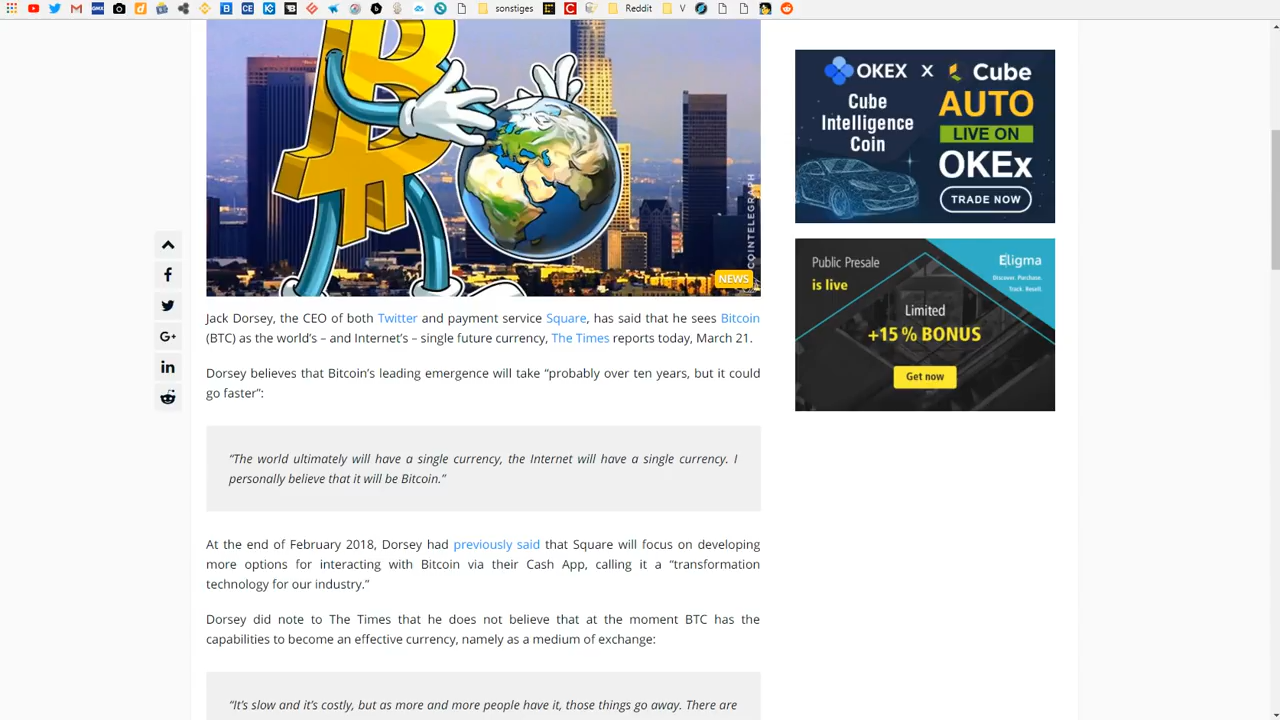 sonstiges
Reddit
V
COINTELEGRAPH
NEWS
Jack Dorsey, the CEO of both Twitter and payment service Square, has said that he sees Bitcoin
(BTC) as the world’s – and Internet’s – single future currency, The Times reports today, March 21.
Dorsey believes that Bitcoin’s leading emergence will take “probably over ten years, but it could
go faster”:
“The world ultimately will have a single currency, the Internet will have a single currency. I
personally believe that it will be Bitcoin.”
At the end of February 2018, Dorsey had previously said that Square will focus on developing
more options for interacting with Bitcoin via their Cash App, calling it a “transformation
technology for our industry.”
Dorsey did note to The Times that he does not believe that at the moment BTC has the
capabilities to become an effective currency, namely as a medium of exchange:
“It’s slow and it’s costly, but as more and more people have it, those things go away. There are
OKEX x Cube
Cube
Intelligence
Coin
AUTO
LIVE ON
OKEx
TRADE NOW
Public Presale
is live
Eligma
Discover. Purchase.
Track. Resell.
Limited
+15 % BONUS
Get now